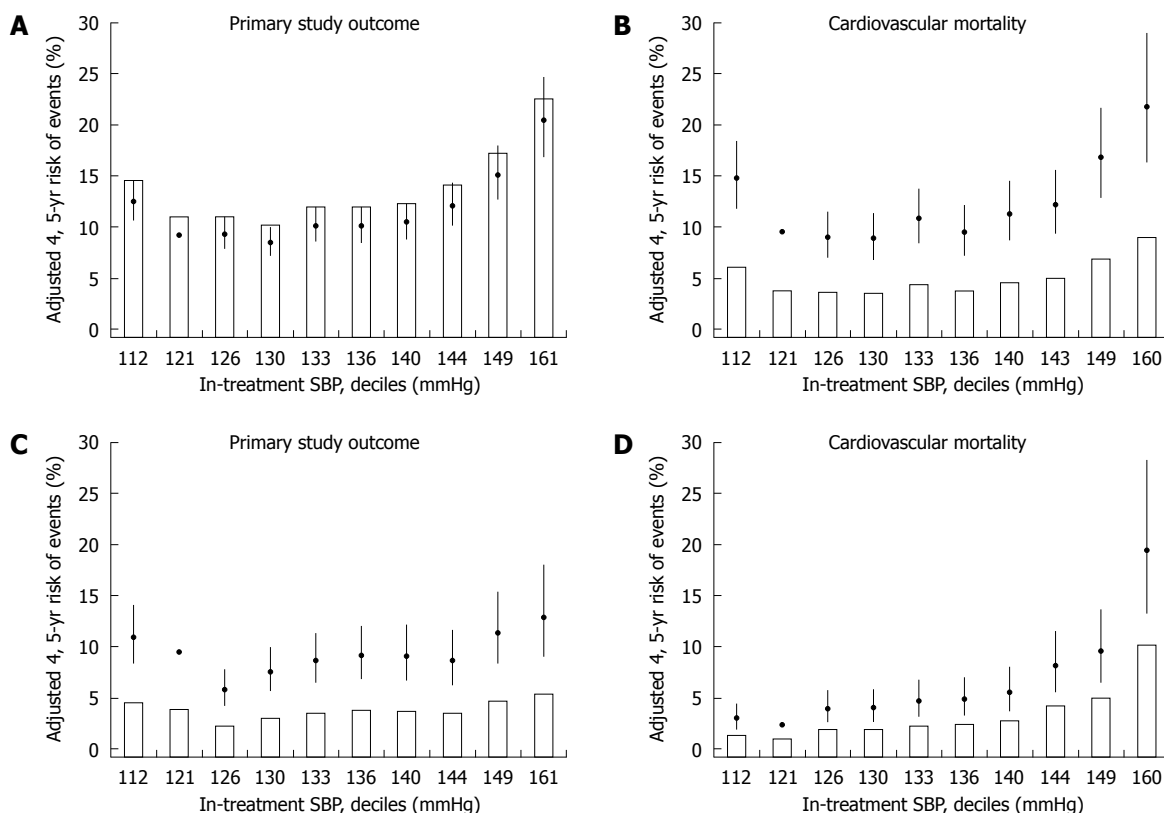 A
Primary study outcome
Adjusted 4, 5-yr risk of events (%)
30
25
20
15
10
5
0
112 121 126 130 133 136 140 144 149 161
In-treatment SBP, deciles (mmHg)
B
Cardiovascular mortality
Adjusted 4, 5-yr risk of events (%)
30
25
20
15
10
5
0
112 121 126 130 133 136 140 143 149 160
In-treatment SBP, deciles (mmHg)
C
Primary study outcome
Adjusted 4, 5-yr risk of events (%)
30
25
20
15
10
5
0
112 121 126 130 133 136 140 144 149 161
In-treatment SBP, deciles (mmHg)
D
Cardiovascular mortality
Adjusted 4, 5-yr risk of events (%)
30
25
20
15
10
5
0
112 121 126 130 133 136 140 144 149 160
In-treatment SBP, deciles (mmHg)